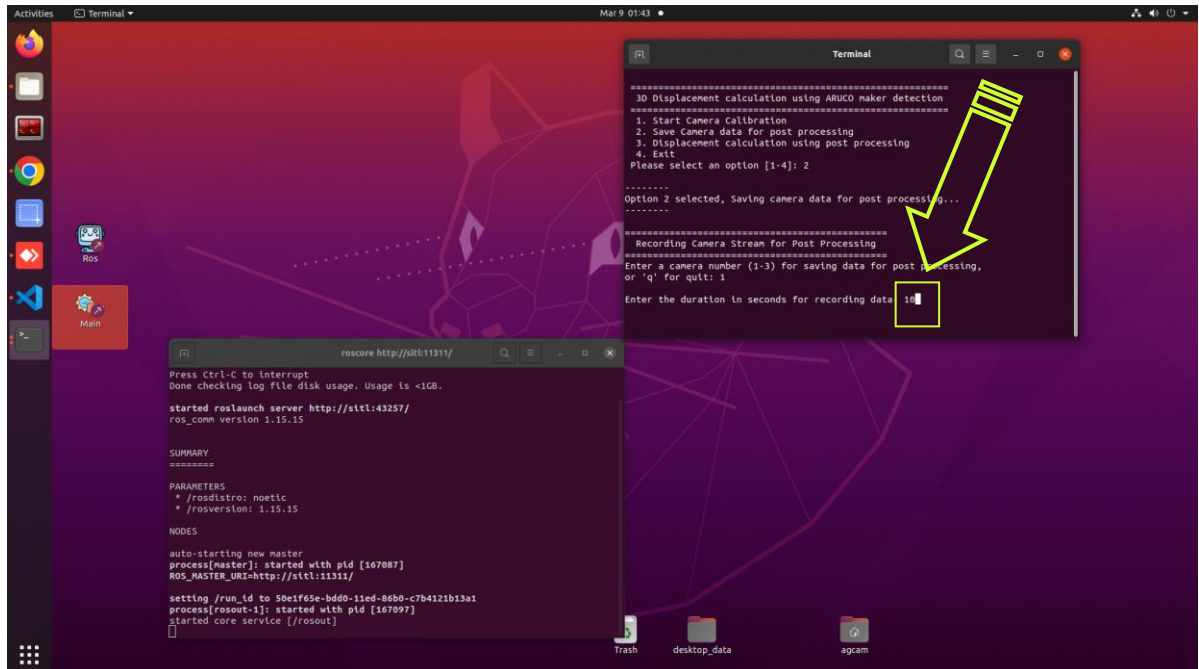 Activities
Terminal
Mar 9 01:43
Terminal
==========================================================
3D Displacement calculation using ARUCO maker detection
==========================================================
1. Start Camera Calibration
2. Save Camera data for post processing
3. Displacement calculation using post processing
4. Exit
Please select an option [1-4]: 2
--------
Option 2 selected, Saving camera data for post processing...
--------
================================================
Recording Camera Stream for Post Processing
================================================
Enter a camera number (1-3) for saving data for post processing,
or 'q' for quit: 1
Enter the duration in seconds for recording data: 10
Ros
Main
roscore http://sitl:11311/
Press Ctrl-C to interrupt
Done checking log file disk usage. Usage is <1GB.
started roslaunch server http://sitl:43257/
ros_comm version 1.15.15
SUMMARY
========
PARAMETERS
* /rosdistro: noetic
* /rosversion: 1.15.15
NODES
auto-starting new master
process[master]: started with pid [167087]
ROS_MASTER_URI=http://sitl:11311/
setting /run_id to 50e1f65e-bdd0-11ed-86b0-c7b4121b13a1
process[rosout-1]: started with pid [167097]
started core service [/rosout]
Trash
desktop_data
agcam